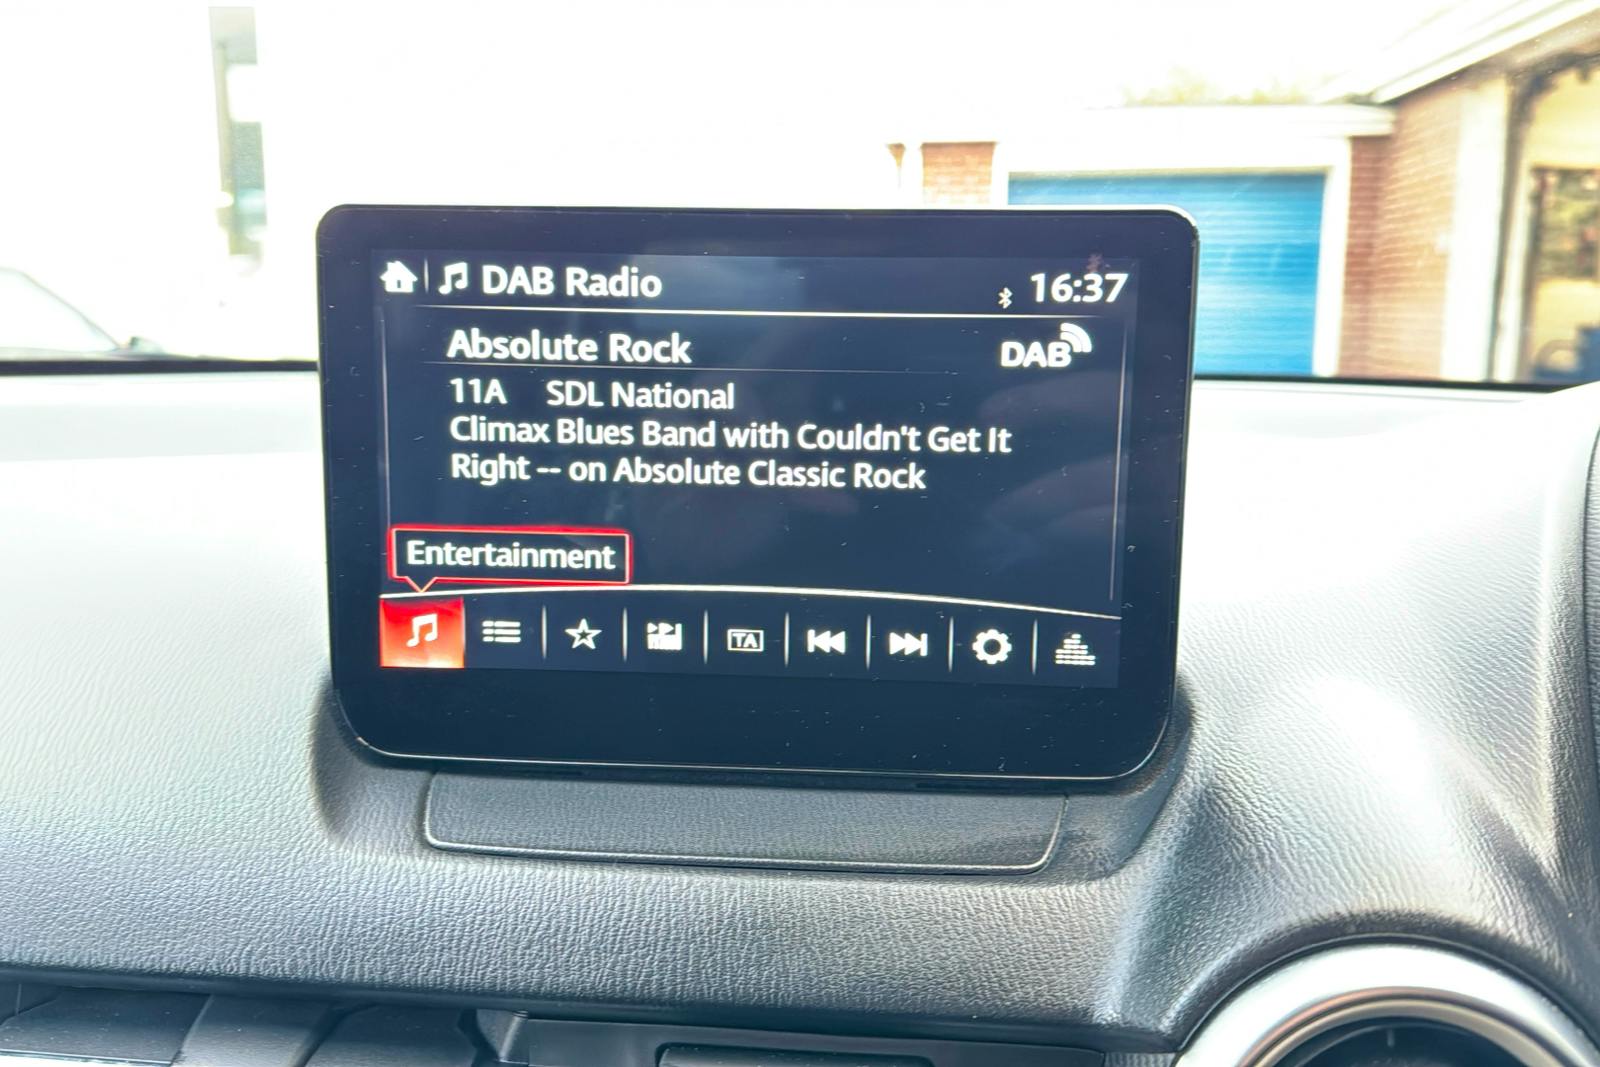 DAB Radio
16:37
Absolute Rock
DAB
11A SDL National
Climax Blues Band with Couldn't Get It
Right -- on Absolute Classic Rock
Entertainment
TA